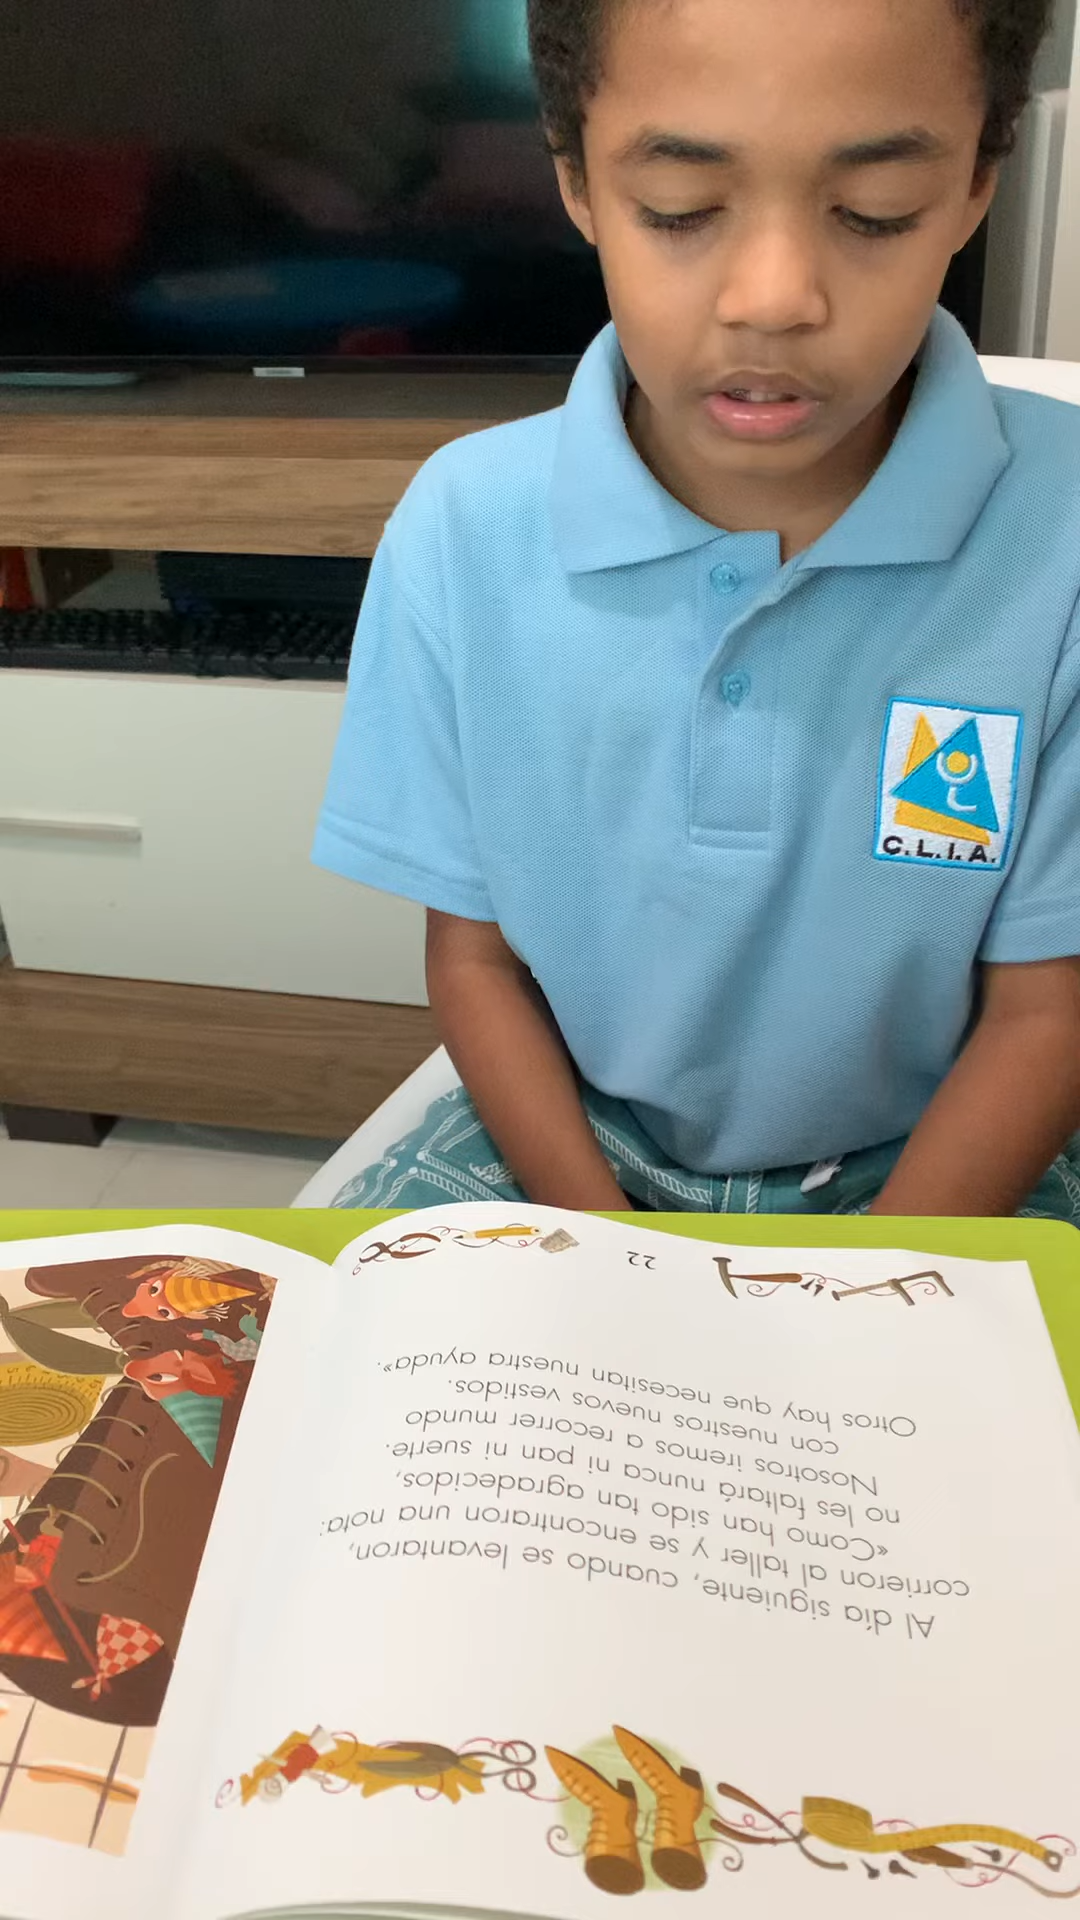 C.L.I.A.
Al día siguiente, cuando se levantaron,
corrieron al taller y se encontraron una nota:
«Como han sido tan agradecidos,
no les faltará nunca ni pan ni suerte.
Nosotros iremos a recorrer mundo
con nuestros nuevos vestidos.
Otros hay que necesitan nuestra ayuda».
22